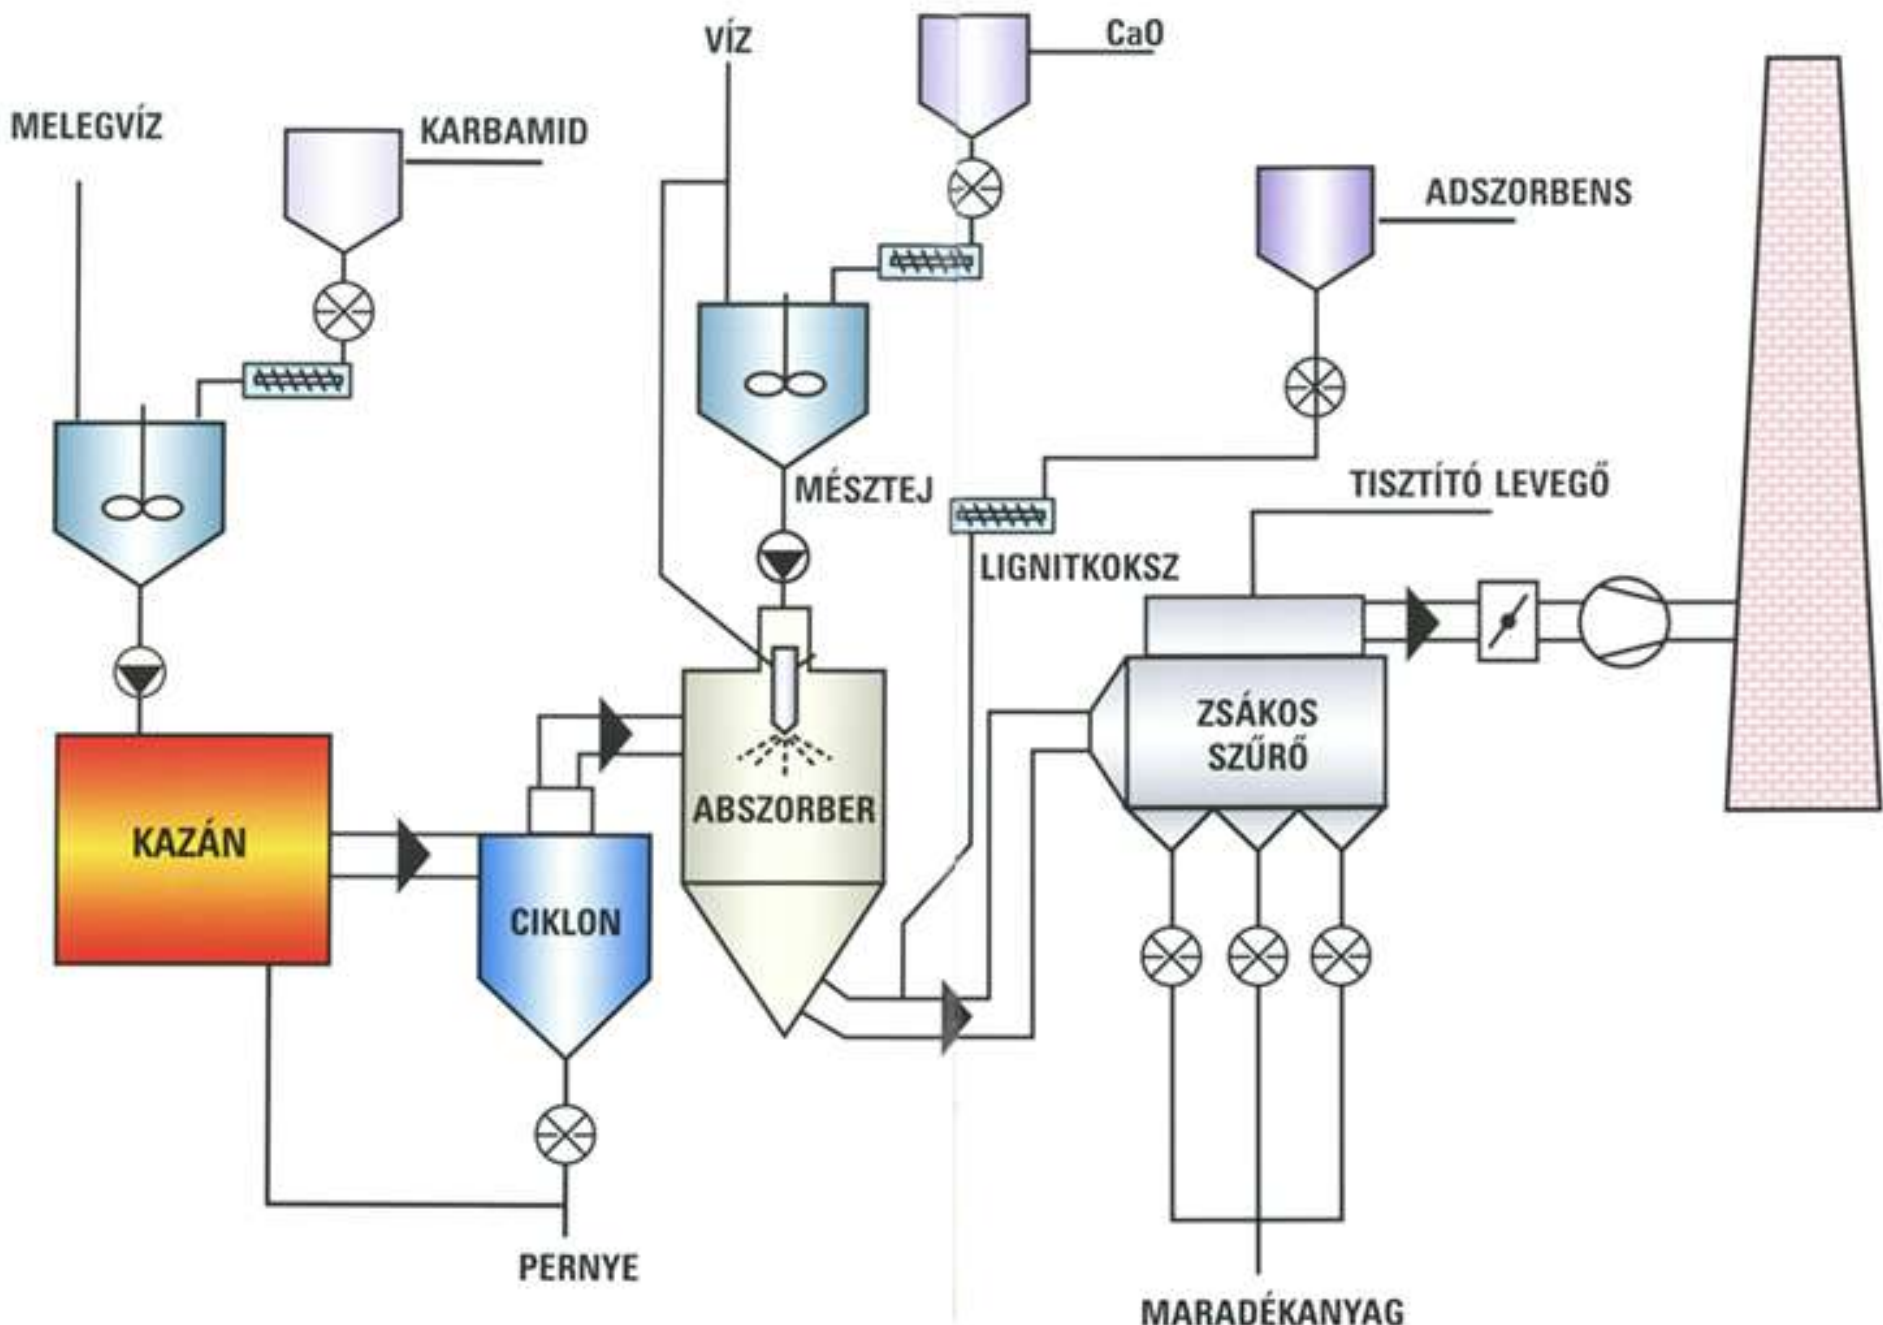 VÍZ
CaO
MELEGVÍZ
KARBAMID
ADSZORBENS
MÉSZTEJ
TISZTÍTÓ LEVEGŐ
LIGNITKOKSZ
ZSÁKOS
SZŰRŐ
ABSZORBER
KAZÁN
CIKLON
PERNYE
MARADÉKANYAG